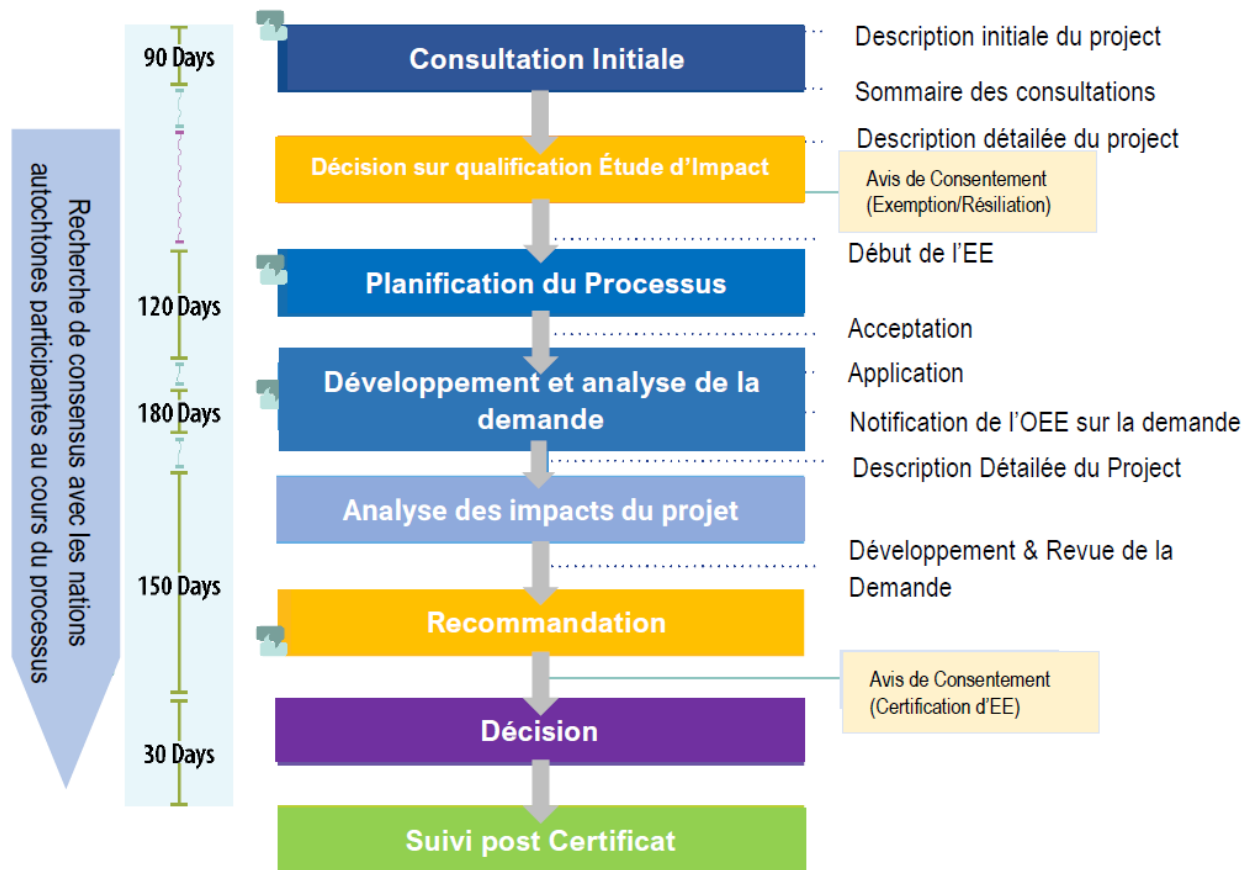 90 Days
Consultation Initiale
Description initiale du project
Sommaire des consultations
Description détailée du project
Décision sur qualification Étude d’Impact
Avis de Consentement
(Exemption/Résiliation)
Début de l’EE
Planification du Processus
120 Days
Acceptation
Développement et analyse de la
demande
Application
180 Days
Notification de l’OEE sur la demande
Description Détailée du Project
Analyse des impacts du projet
Développement & Revue de la
Demande
150 Days
Recommandation
Avis de Consentement
(Certification d’EE)
Décision
30 Days
Suivi post Certificat
Recherche de consensus avec les nations
autochtones participantes au cours du processus